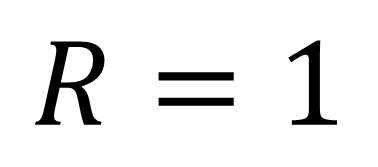 R = 1